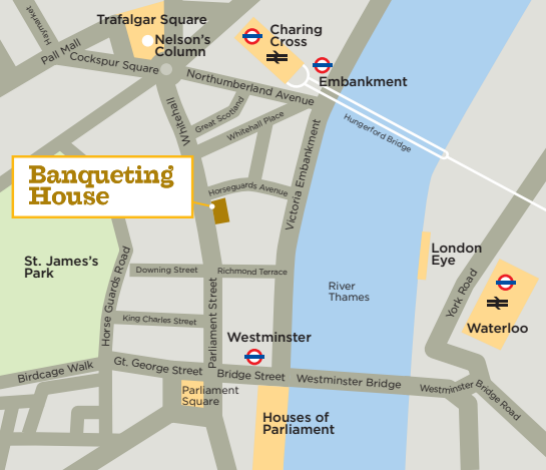 Trafalgar Square
Nelson's
Column
Charing
Cross
Haymarket
Pall Mall
Cockspur Square
Embankment
Northumberland Avenue
Great Scotland
Whitehall Place
Whitehall
Hungerford Bridge
Banqueting
House
Horseguards Avenue
Victoria Embankment
St. James's
Park
Horse Guards Road
Downing Street
Richmond Terrace
London
Eye
River
Thames
York Road
Waterloo
King Charles Street
Parliament Street
Westminster
Birdcage Walk
Gt. George Street
Bridge Street
Westminster Bridge
Westminster Bridge Road
Parliament
Square
Houses of
Parliament